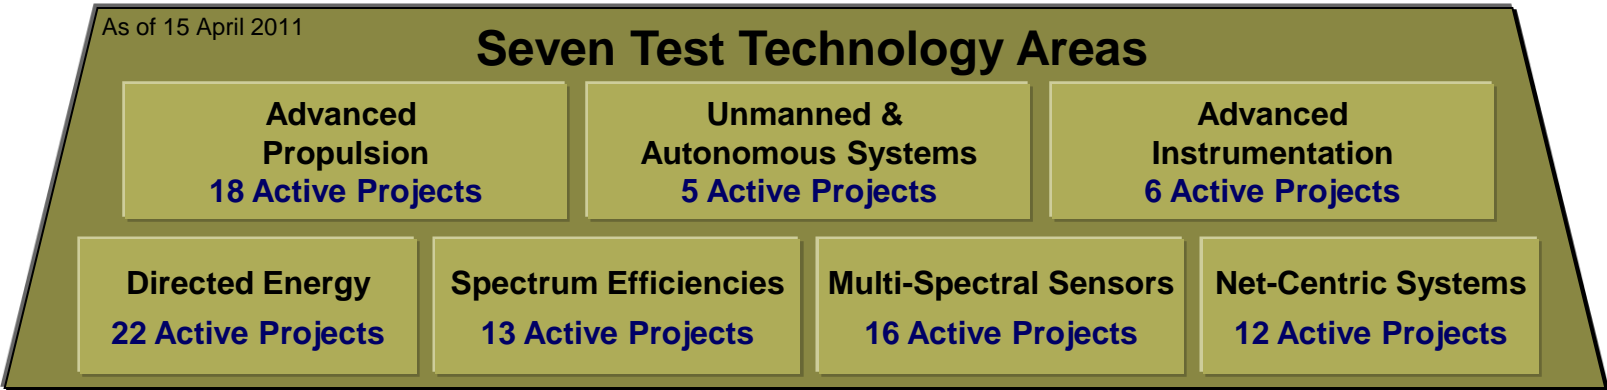 As of 15 April 2011
Seven Test Technology Areas
Advanced
Propulsion
18 Active Projects
Unmanned &
Autonomous Systems
5 Active Projects
Advanced
Instrumentation
6 Active Projects
Directed Energy
22 Active Projects
Spectrum Efficiencies
13 Active Projects
Multi-Spectral Sensors
16 Active Projects
Net-Centric Systems
12 Active Projects